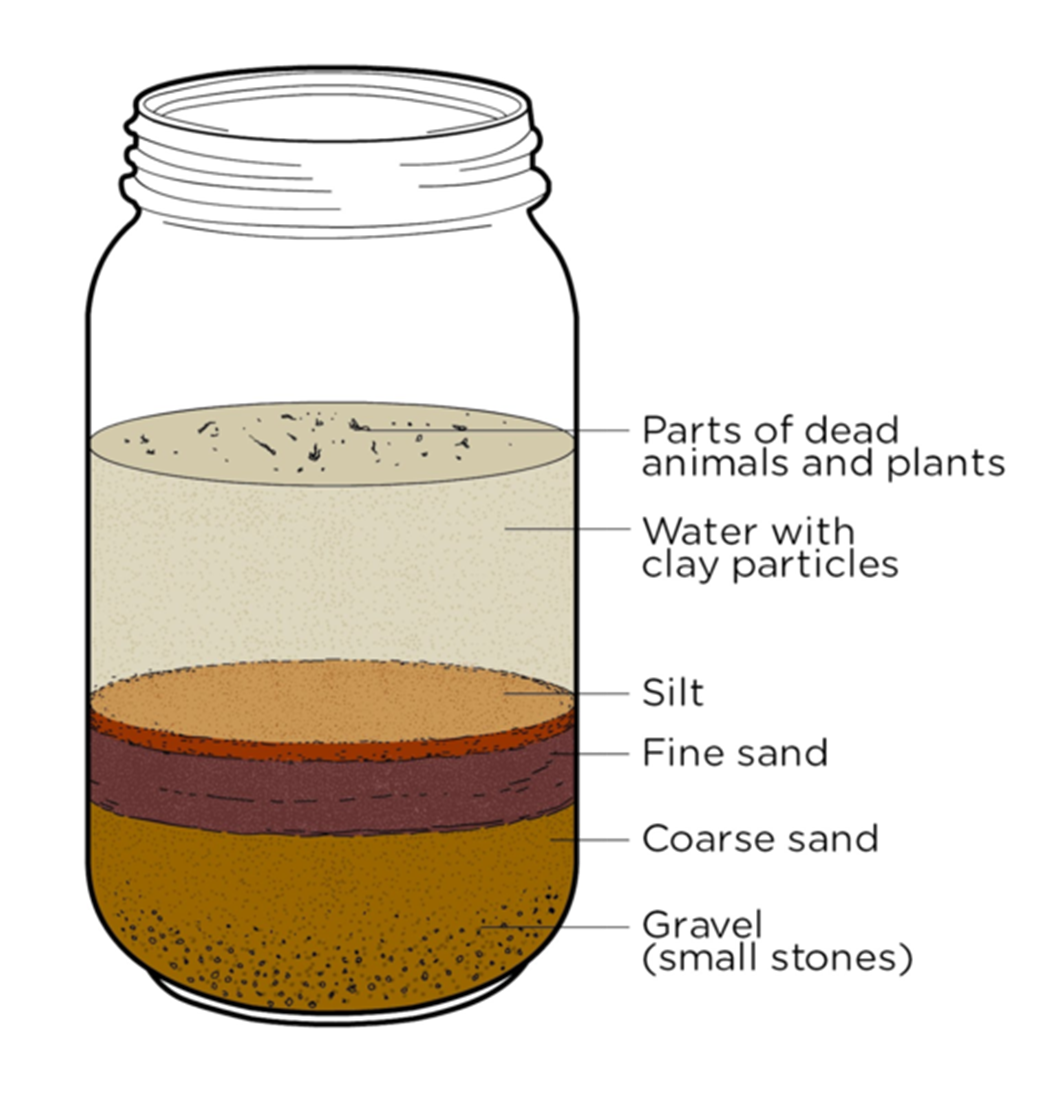 Parts of dead
animals and plants
Water with
clay particles
Silt
Fine sand
Coarse sand
Gravel
(small stones)